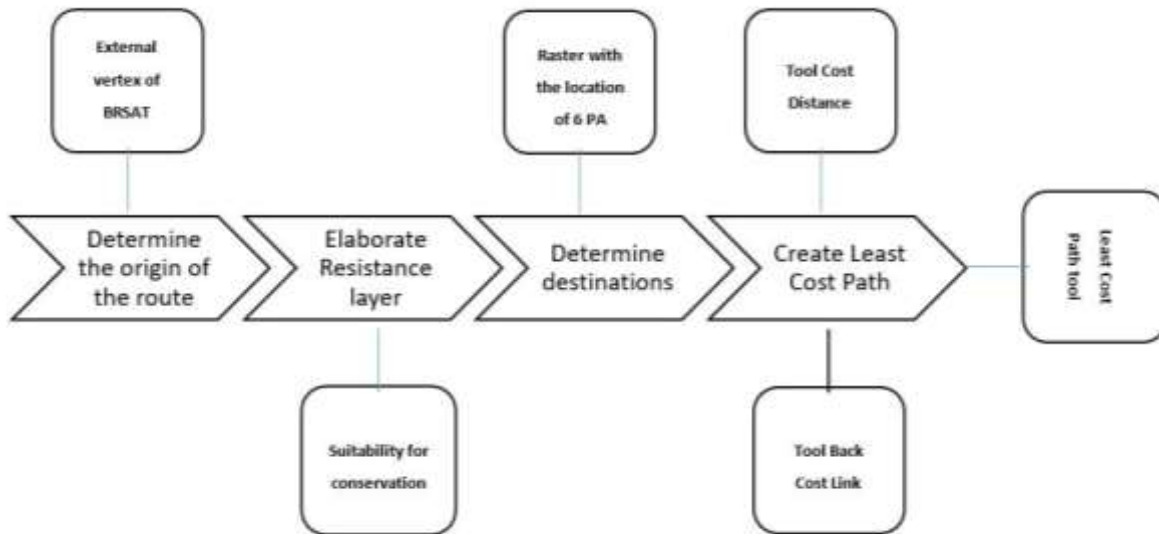 External
vertex of
BRSAT
Raster with
the location
of 6 PA
Tool Cost
Distance
Determine
the origin of
the route
Elaborate
Resistance
layer
Determine
destinations
Create Least
Cost Path
Least Cost
Path tool
Suitability for
conservation
Tool Back
Cost Link